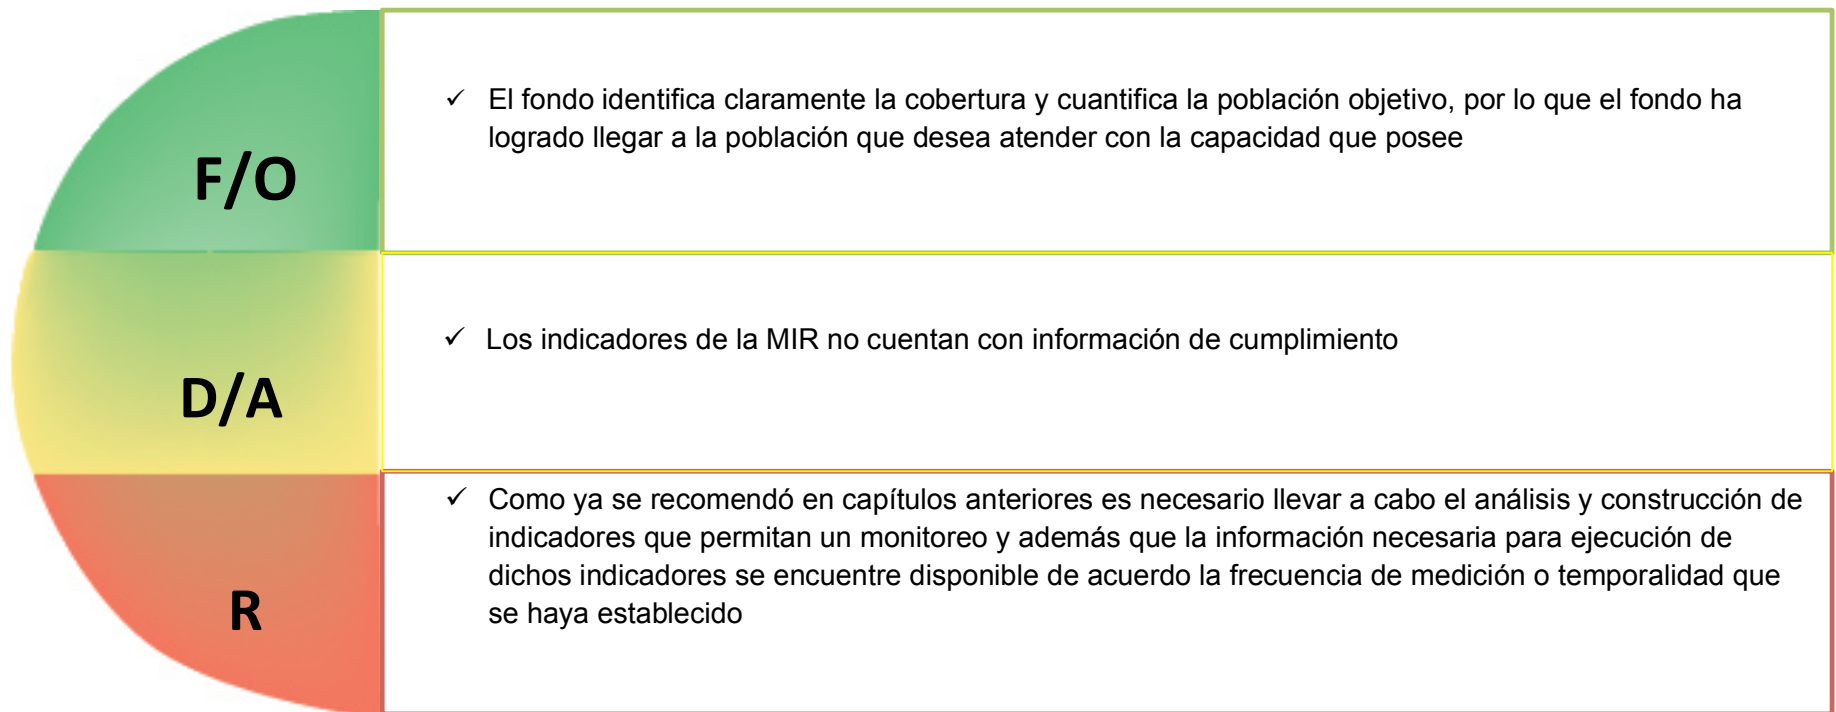 F/O
✓ El fondo identifica claramente la cobertura y cuantifica la población objetivo, por lo que el fondo ha
logrado llegar a la población que desea atender con la capacidad que posee
D/A
✓ Los indicadores de la MIR no cuentan con información de cumplimiento
R
✓ Como ya se recomendó en capítulos anteriores es necesario llevar a cabo el análisis y construcción de
indicadores que permitan un monitoreo y además que la información necesaria para ejecución de
dichos indicadores se encuentre disponible de acuerdo la frecuencia de medición o temporalidad que
se haya establecido